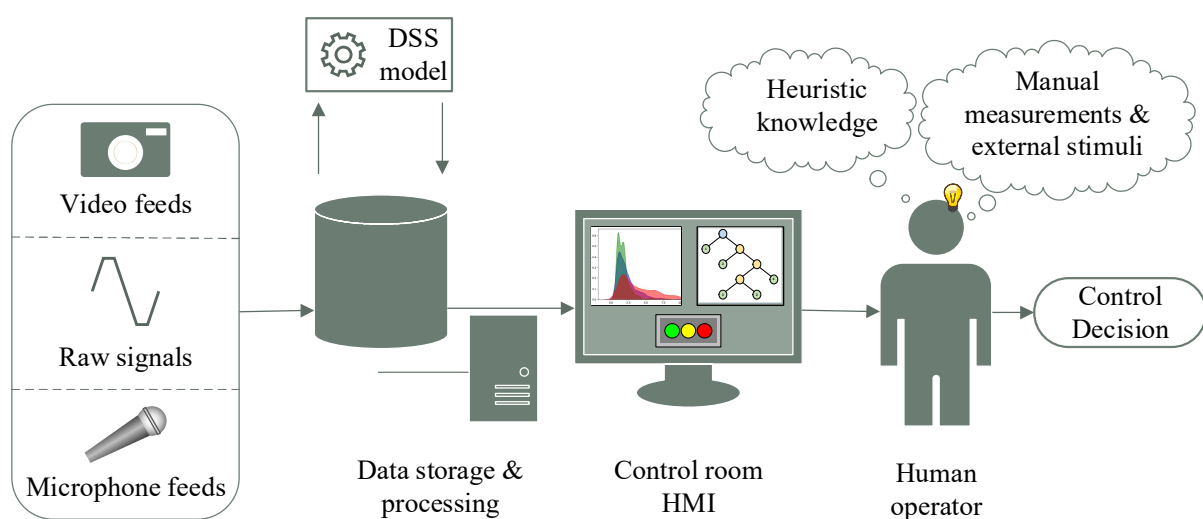 DSS
model
Heuristic
knowledge
Manual
measurements &
external stimuli
Video feeds
Raw signals
Microphone feeds
Data storage &
processing
Control room
HMI
Human
operator
Control
Decision